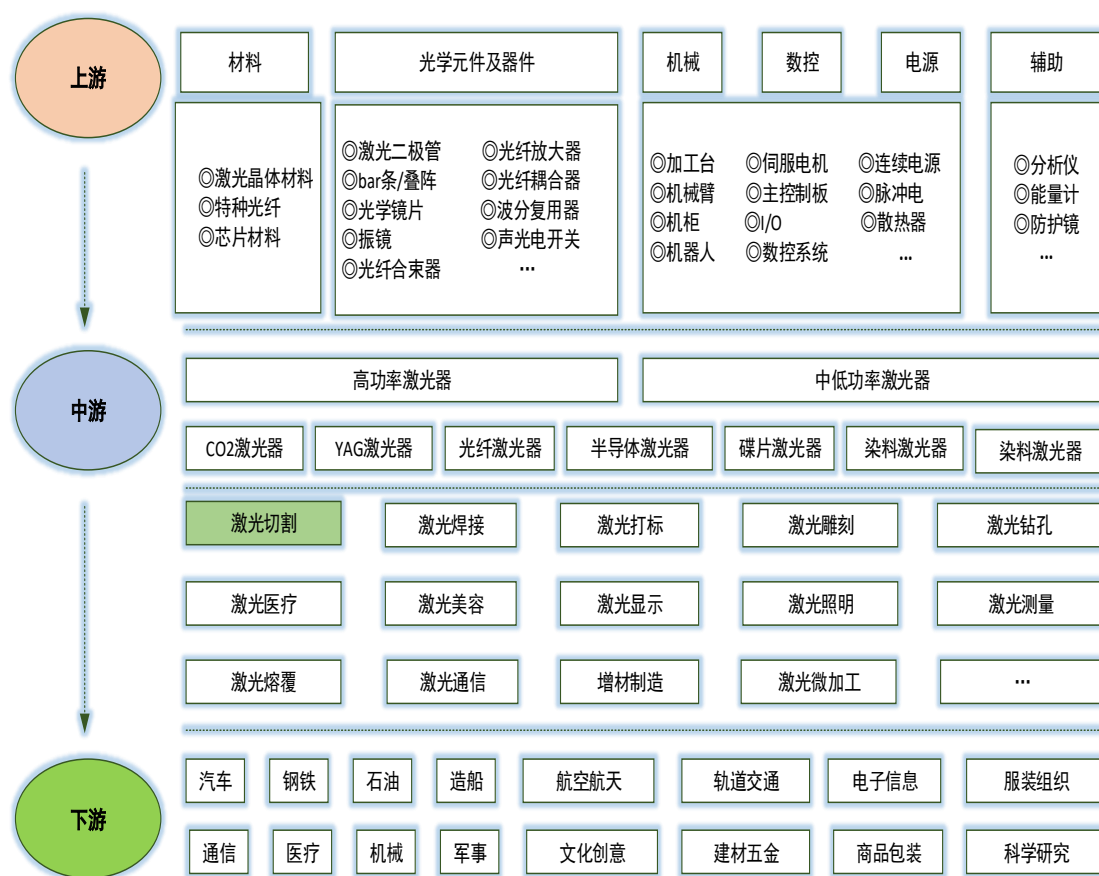 上游
材料
光学元件及器件
机械
数控
电源
辅助
◎激光晶体材料
◎特种光纤
◎芯片材料
◎激光二极管
◎bar条/叠阵
◎光学镜片
◎振镜
◎光纤合束器
◎光纤放大器
◎光纤耦合器
◎波分复用器
◎声光电开关
…
◎加工台
◎机械臂
◎机柜
◎机器人
◎伺服电机
◎主控制板
◎I/O
◎数控系统
◎连续电源
◎脉冲电
◎散热器
…
◎分析仪
◎能量计
◎防护镜
…
中游
高功率激光器
中低功率激光器
CO2激光器
YAG激光器
光纤激光器
半导体激光器
碟片激光器
染料激光器
染料激光器
激光切割
激光焊接
激光打标
激光雕刻
激光钻孔
激光医疗
激光美容
激光显示
激光照明
激光测量
激光熔覆
激光通信
增材制造
激光微加工
…
下游
汽车
钢铁
石油
造船
航空航天
轨道交通
电子信息
服装组织
通信
医疗
机械
军事
文化创意
建材五金
商品包装
科学研究